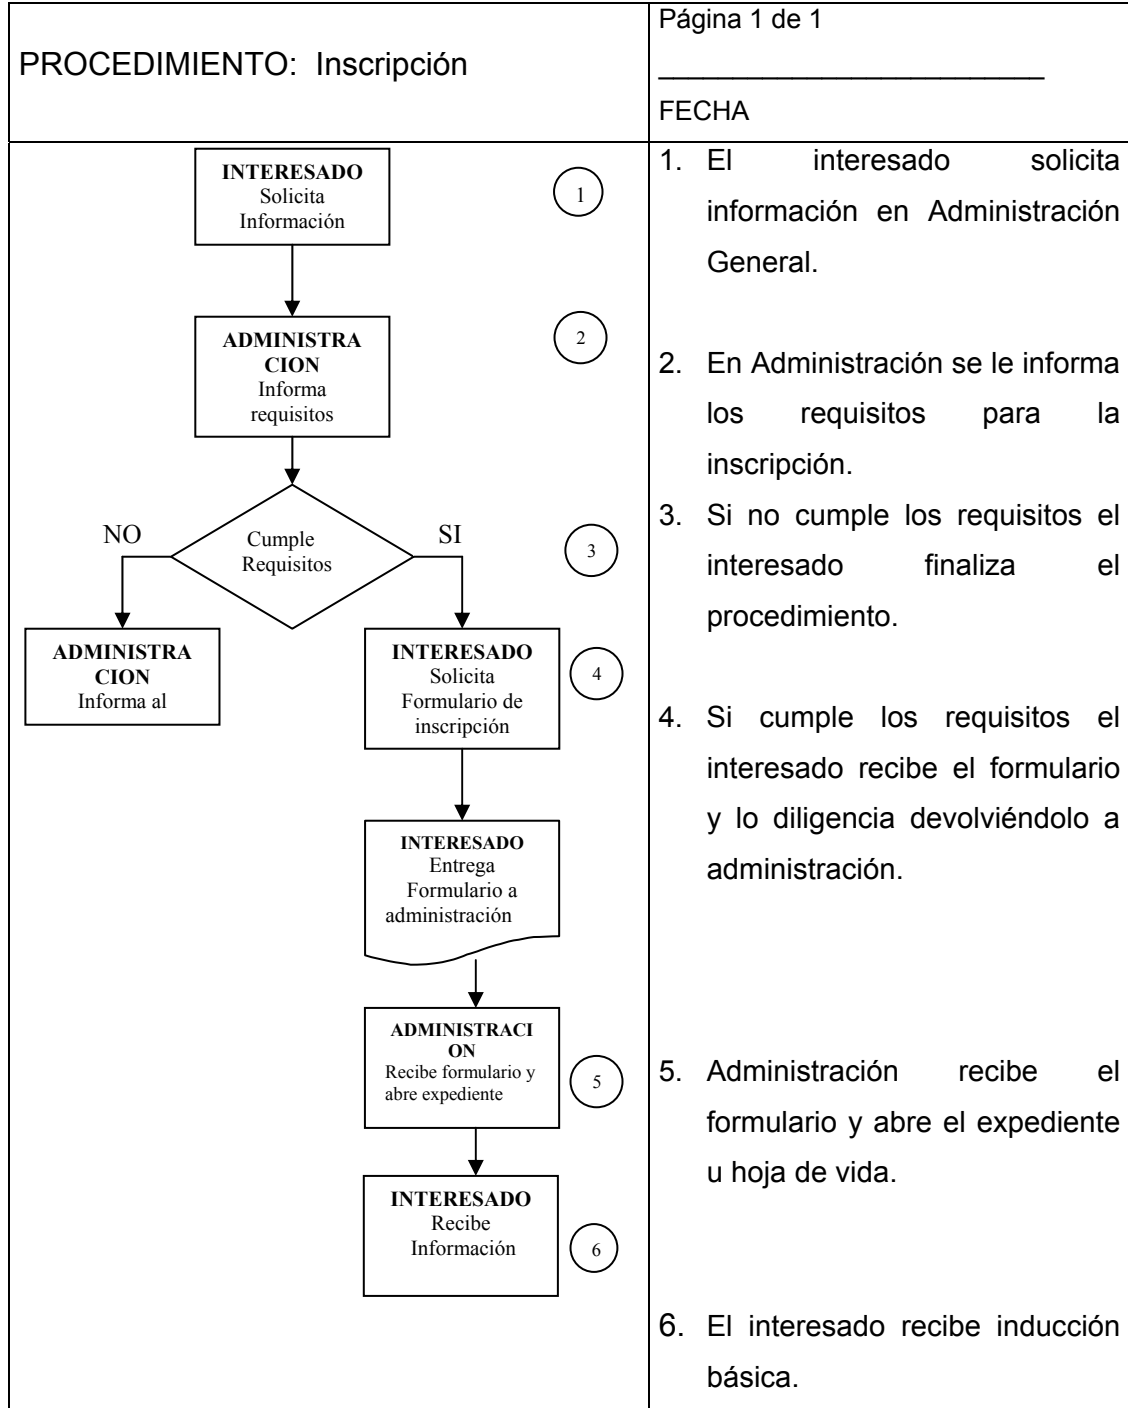 PROCEDIMIENTO: Inscripción
Página 1 de 1
__________________________
FECHA
INTERESADO
Solicita
Información
1
ADMINISTRA
CION
Informa
requisitos
2
NO
Cumple
Requisitos
SI
3
ADMINISTRA
CION
Informa al
INTERESADO
Solicita
Formulario de
inscripción
4
INTERESADO
Entrega
Formulario a
administración
ADMINISTRACI
ON
Recibe formulario y
abre expediente
5
INTERESADO
Recibe
Información
6
1. El interesado solicita
información en Administración
General.
2. En Administración se le informa
los requisitos para la
inscripción.
3. Si no cumple los requisitos el
interesado finaliza el
procedimiento.
4. Si cumple los requisitos el
interesado recibe el formulario
y lo diligencia devolviéndolo a
administración.
5. Administración recibe el
formulario y abre el expediente
u hoja de vida.
6. El interesado recibe inducción
básica.